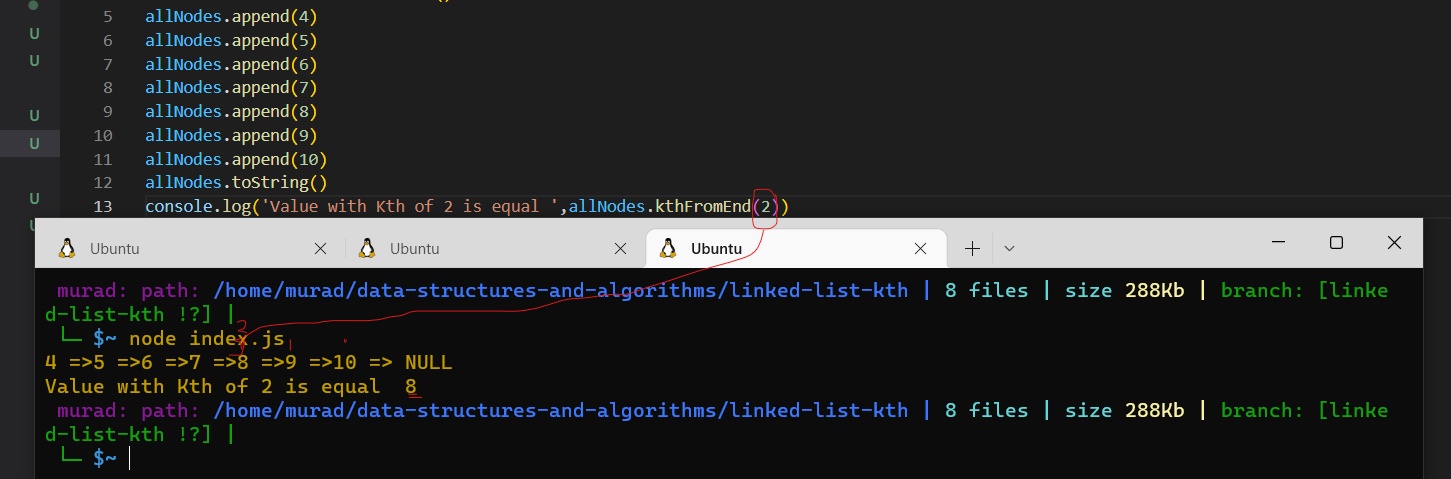 5 allNodes.append(4)
6 allNodes.append(5)
7 allNodes.append(6)
8 allNodes.append(7)
9 allNodes.append(8)
10 allNodes.append(9)
11 allNodes.append(10)
12 allNodes.toString()
13 console.log('Value with Kth of 2 is equal ',allNodes.kthFromEnd(2))
U
U
U
U
U
Ubuntu
Ubuntu
Ubuntu
murad: path: /home/murad/data-structures-and-algorithms/linked-list-kth | 8 files | size 288Kb | branch: [linke
d-list-kth !?] |
└─ $~ node index.js
4 =>5 =>6 =>7 =>8 =>9 =>10 => NULL
Value with Kth of 2 is equal  8
murad: path: /home/murad/data-structures-and-algorithms/linked-list-kth | 8 files | size 288Kb | branch: [linke
d-list-kth !?] |
└─ $~